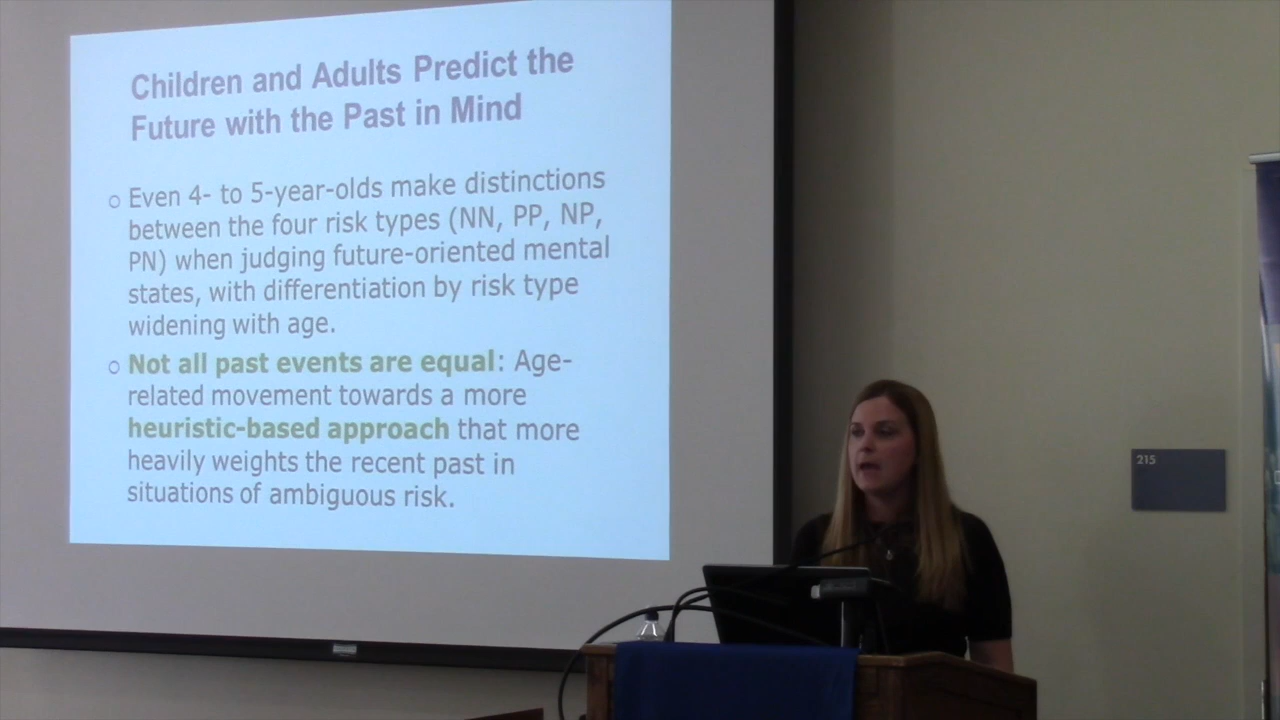 Children and Adults Predict the
Future with the Past in Mind
Even 4- to 5-year-olds make distinctions
between the four risk types (NN, PP, NP,
PN) when judging future-oriented mental
states, with differentiation by risk type
widening with age.
Not all past events are equal: Age-
related movement towards a more
heuristic-based approach that more
heavily weights the recent past in
situations of ambiguous risk.
215